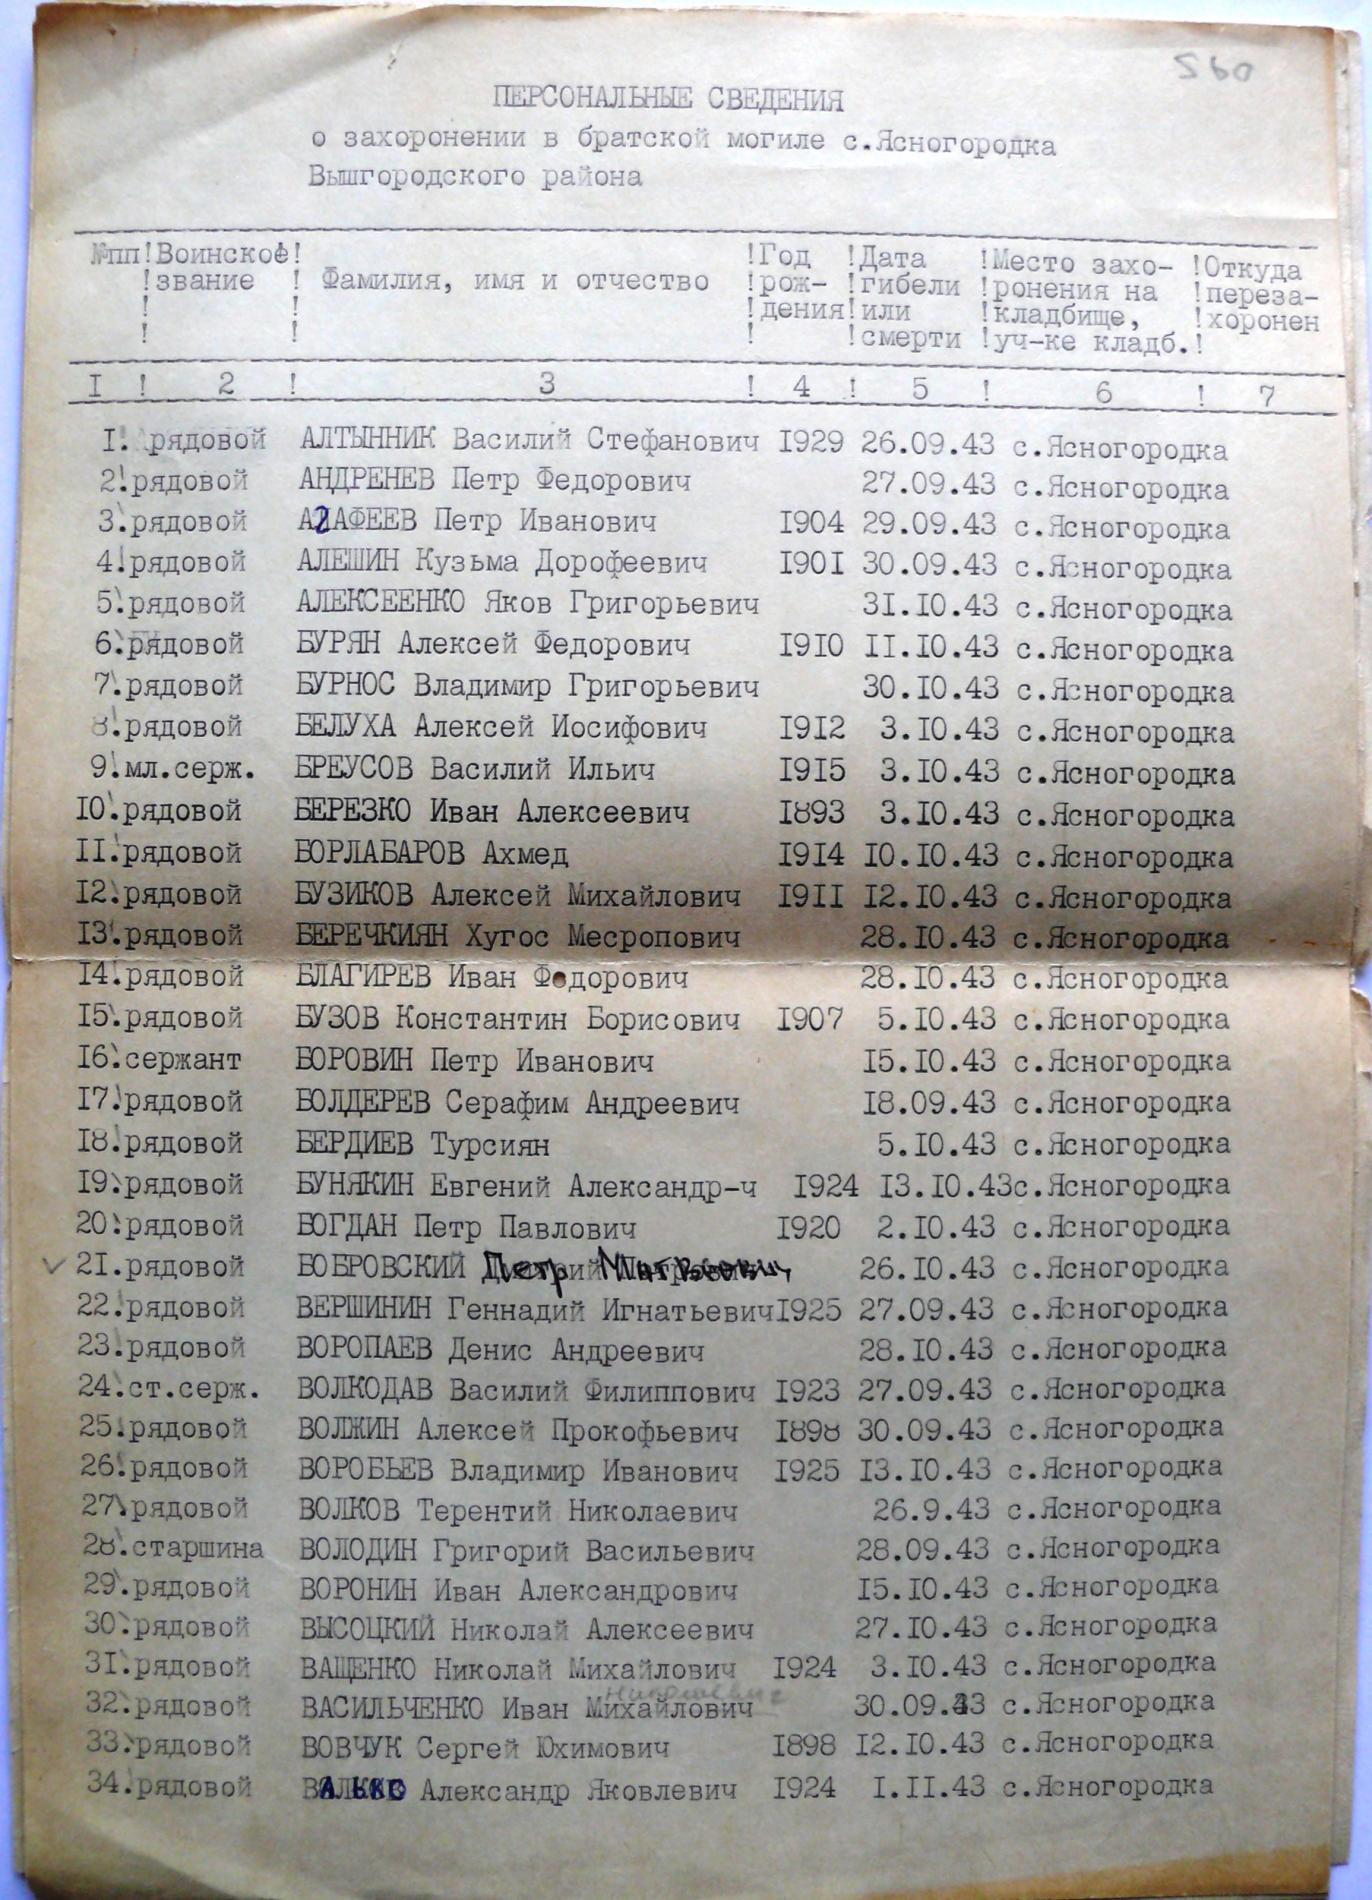 560
ПЕРСОНАЛЬНЫЕ СВЕДЕНИЯ
о захоронении в братской могиле с.Ясногородка
Вышгородского района
№пп!Воинское! !Год !Дата !Место захо- !Откуда
!звание ! Фамилия, имя и отчество !рож- !гибели !ронения на !переза-
! ! !дения!или !кладбище, !хоронен
! ! ! !смерти !уч-ке кладб.!
I ! 2 ! 3 ! 4 ! 5 ! 6 ! 7
I. рядовой АЛТЫННИК Василий Стефанович I929 26.09.43 с.Ясногородка
2.рядовой АНДРЕНЕВ Петр Федорович 27.09.43 с.Ясногородка
3.рядовой АГАФЕЕВ Петр Иванович I904 29.09.43 с.Ясногородка
4.рядовой АЛЕШИН Кузьма Дорофеевич I90I 30.09.43 с.Ясногородка
5.рядовой АЛЕКСЕЕНКО Яков Григорьевич 3I.I0.43 с.Ясногородка
6.рядовой БУРЯН Алексей Федорович I9I0 II.I0.43 с.Ясногородка
7.рядовой БУРНОС Владимир Григорьевич 30.I0.43 с.Ясногородка
8.рядовой БЕЛУХА Алексей Иосифович I9I2 3.I0.43 с.Ясногородка
9.мл.серж. БРЕУСОВ Василий Ильич I9I5 3.I0.43 с.Ясногородка
I0.рядовой БЕРЕЗКО Иван Алексеевич I893 3.I0.43 с.Ясногородка
II.рядовой БОРЛАБАРОВ Ахмед I9I4 I0.I0.43 с.Ясногородка
I2.рядовой БУЗИКОВ Алексей Михайлович I9II I2.I0.43 с.Ясногородка
I3.рядовой БЕРЕЧКИЯН Хугос Месропович 28.I0.43 с.Ясногородка
I4.рядовой БЛАГИРЕВ Иван Федорович 28.I0.43 с.Ясногородка
I5.рядовой БУЗОВ Константин Борисович I907 5.I0.43 с.Ясногородка
I6.сержант БОРОВИН Петр Иванович I5.I0.43 с.Ясногородка
I7.рядовой БОЛДЕРЕВ Серафим Андреевич I8.09.43 с.Ясногородка
I8.рядовой БЕРДИЕВ Турсиян 5.I0.43 с.Ясногородка
I9.рядовой БУНЯКИН Евгений Александр-ч I924 I3.I0.43с.Ясногородка
20.рядовой БОГДАН Петр Павлович I920 2.I0.43 с.Ясногородка
2I.рядовой БОБРОВСКИЙ Петр Матвеевич 26.I0.43 с.Ясногородка
22.рядовой ВЕРШИНИН Геннадий ИгнатьевичI925 27.09.43 с.Ясногородка
23.рядовой ВОРОПАЕВ Денис Андреевич 28.I0.43 с.Ясногородка
24.ст.серж. ВОЛКОДАВ Василий Филиппович I923 27.09.43 с.Ясногородка
25.рядовой ВОЛЖИН Алексей Прокофьевич I898 30.09.43 с.Ясногородка
26.рядовой ВОРОБЬЕВ Владимир Иванович I925 I3.I0.43 с.Ясногородка
27.рядовой ВОЛКОВ Терентий Николаевич 26.9.43 с.Ясногородка
28.старшина ВОЛОДИН Григорий Васильевич 28.09.43 с.Ясногородка
29.рядовой ВОРОНИН Иван Александрович I5.I0.43 с.Ясногородка
30.рядовой ВЫСОЦКИЙ Николай Алексеевич 27.I0.43 с.Ясногородка
3I.рядовой ВАЩЕНКО Николай Михайлович I924 3.I0.43 с.Ясногородка
32.рядовой ВАСИЛЬЧЕНКО Иван Михайлович 30.09.43 с.Ясногородка
33.рядовой ВОВЧУК Сергей Юхимович I898 I2.I0.43 с.Ясногородка
34.рядовой Александр Яковлевич I924 I.II.43 с.Ясногородка